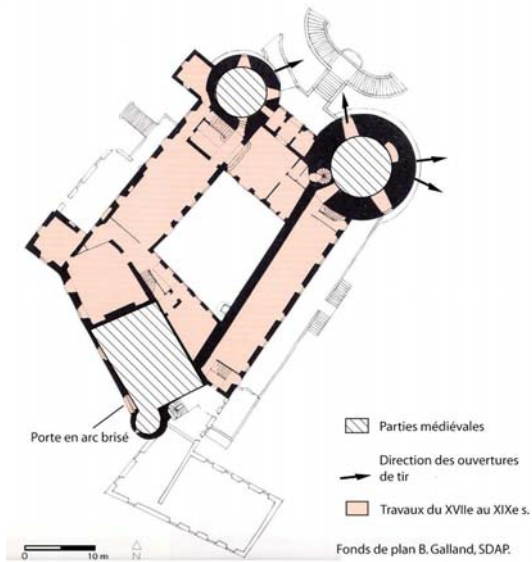 Porte en arc brisé
Parties médiévales
Direction des ouvertures
de tir
Travaux du XVIIe au XIXe s.
0 10 m
N
Fonds de plan B. Galland, SDAP.